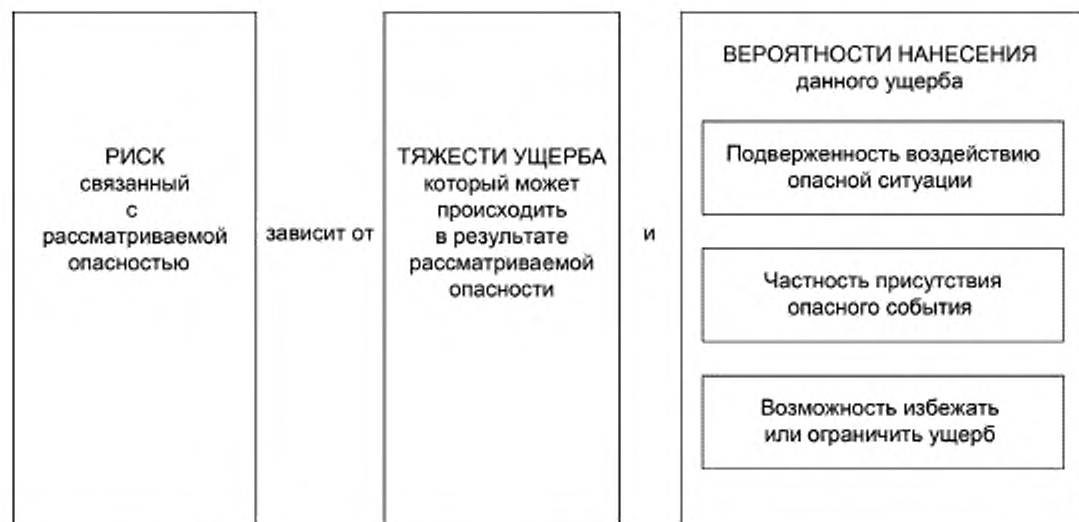 РИСК
связанный
с
рассматриваемой
опасностью
зависит от
ТЯЖЕСТИ УЩЕРБА
который может
происходить
в результате
рассматриваемой
опасности
и
ВЕРОЯТНОСТИ НАНЕСЕНИЯ
данного ущерба
Подверженность воздействию
опасной ситуации
Частность присутствия
опасного события
Возможность избежать
или ограничить ущерб